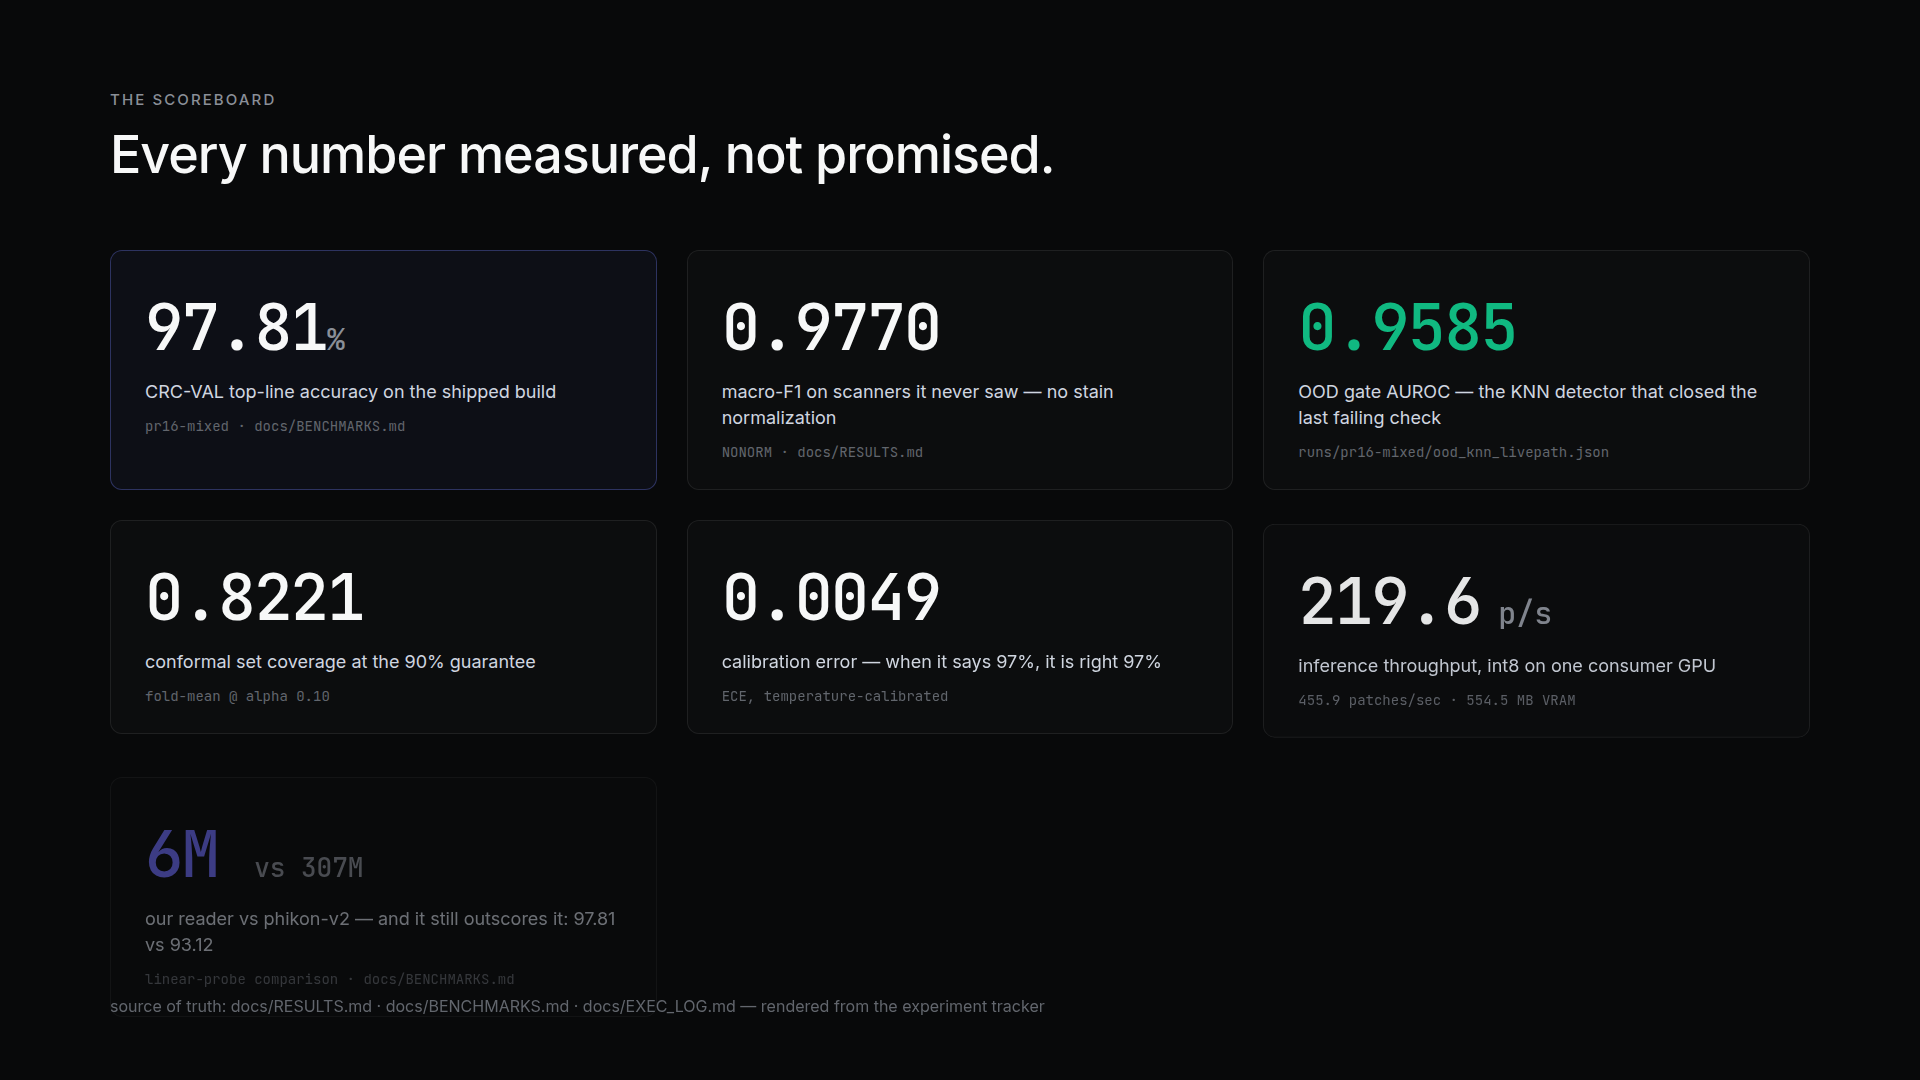 THE SCOREBOARD
Every number measured, not promised.
97.81%
CRC-VAL top-line accuracy on the shipped build
pr16-mixed · docs/BENCHMARKS.md
0.9770
macro-F1 on scanners it never saw — no stain
normalization
NONORM · docs/RESULTS.md
0.9585
OOD gate AUROC — the KNN detector that closed the
last failing check
runs/pr16-mixed/ood_knn_livepath.json
0.8221
conformal set coverage at the 90% guarantee
fold-mean @ alpha 0.10
0.0049
calibration error — when it says 97%, it is right 97%
ECE, temperature-calibrated
219.6 p/s
inference throughput, int8 on one consumer GPU
455.9 patches/sec · 554.5 MB VRAM
6M vs 307M
our reader vs phikon-v2 — and it still outscores it: 97.81
vs 93.12
linear-probe comparison · docs/BENCHMARKS.md
source of truth: docs/RESULTS.md · docs/BENCHMARKS.md · docs/EXEC_LOG.md — rendered from the experiment tracker